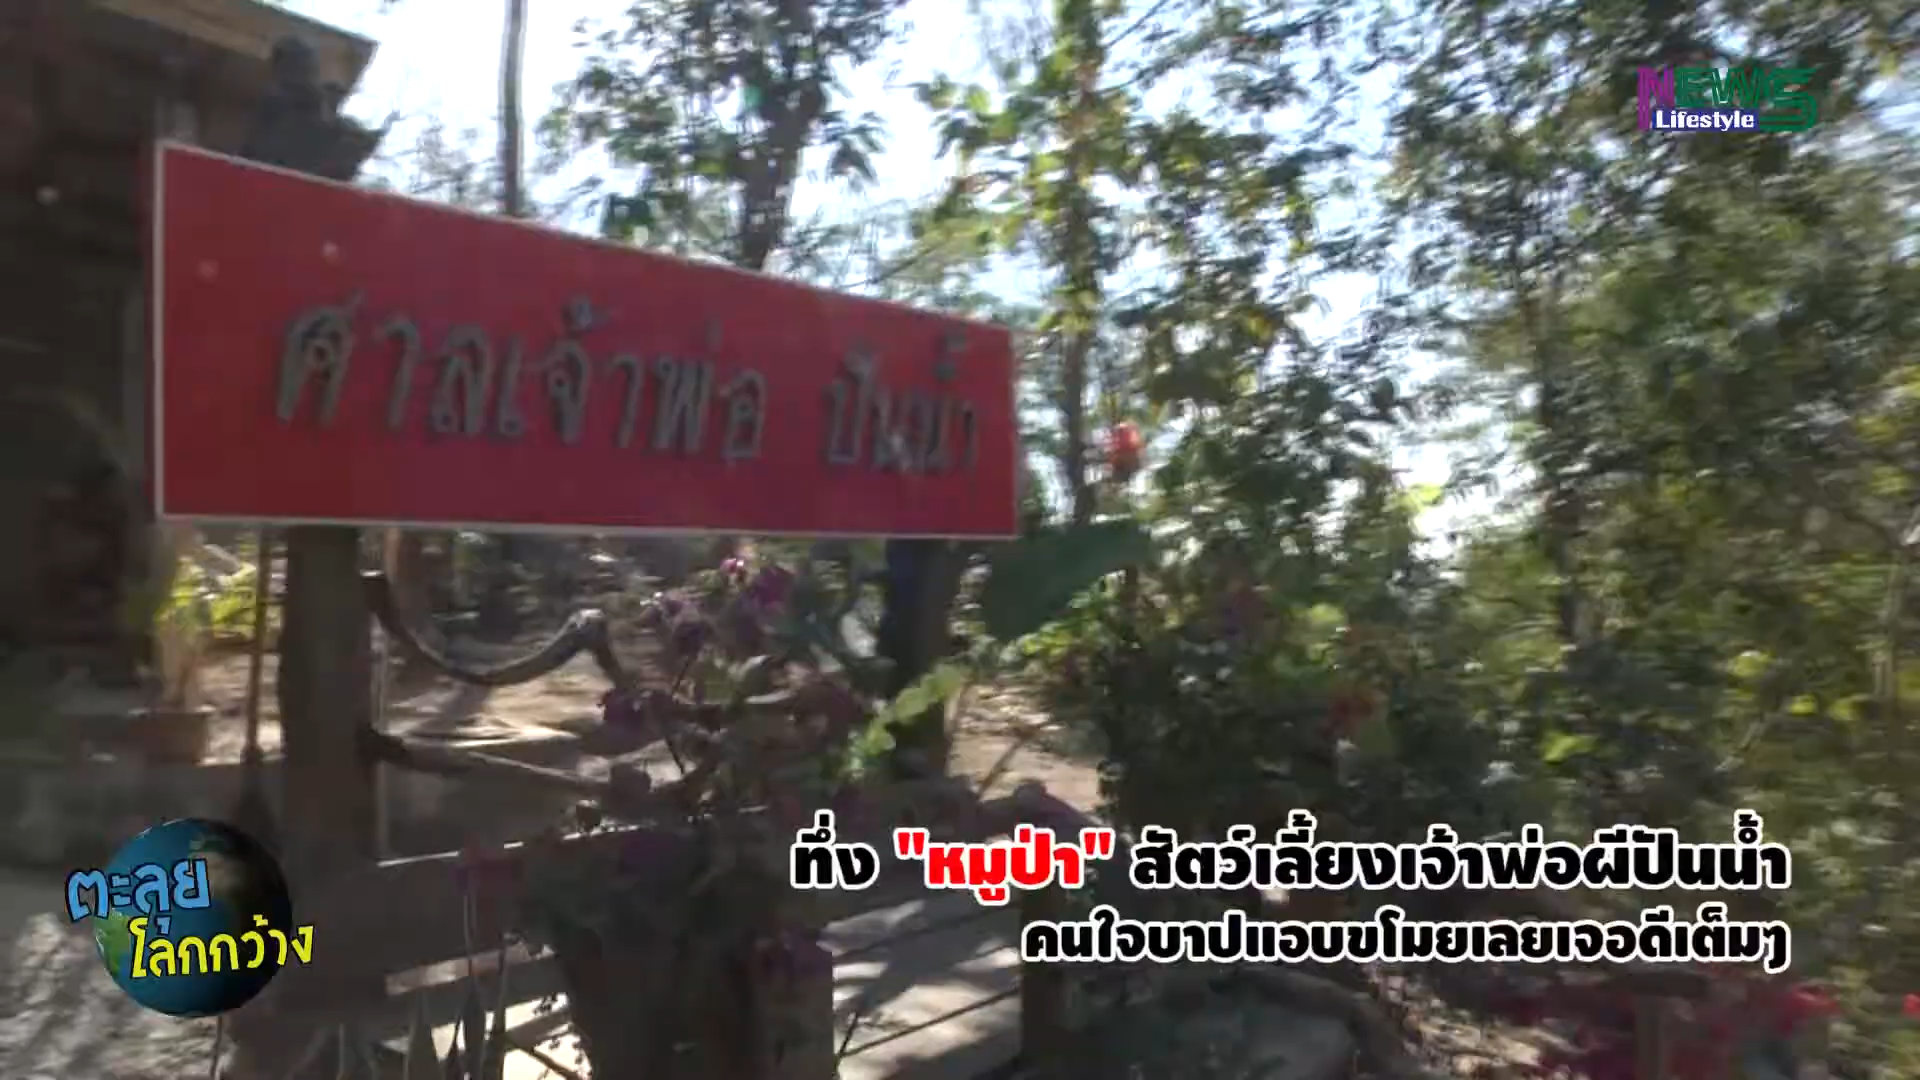 NEWS
Lifestyle
ศาลเจ้าพ่อ ปันน้ำ
ทึ่ง "หมูป่า" สัตว์เลี้ยงเจ้าพ่อผีปันน้ำ
คนใจบาปแอบขโมยเลยเจอดีเต็มๆ
ตะลุย
โลกกว้าง